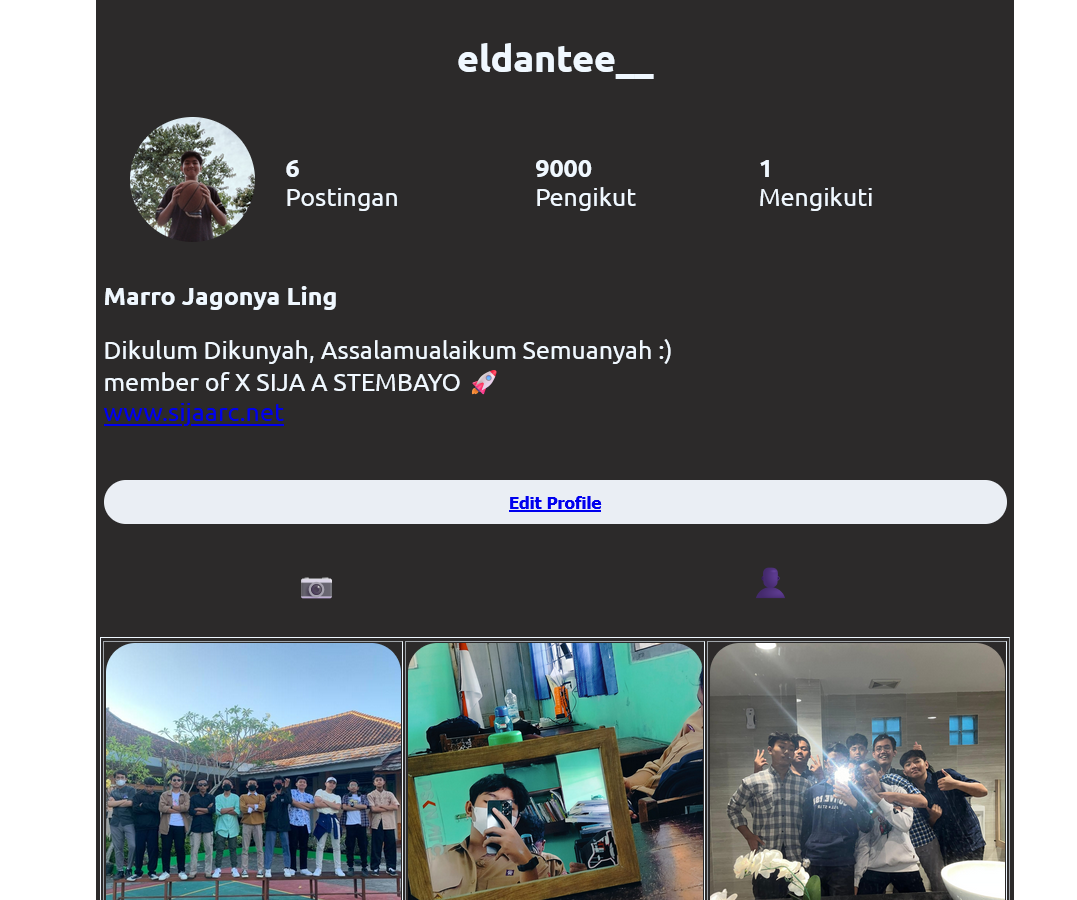 eldantee__
6
Postingan
9000
Pengikut
1
Mengikuti
Marro Jagonya Ling
Dikulum Dikunyah, Assalamualaikum Semuanyah :)
member of X SIJA A STEMBAYO 🚀
www.sijaarc.net
Edit Profile